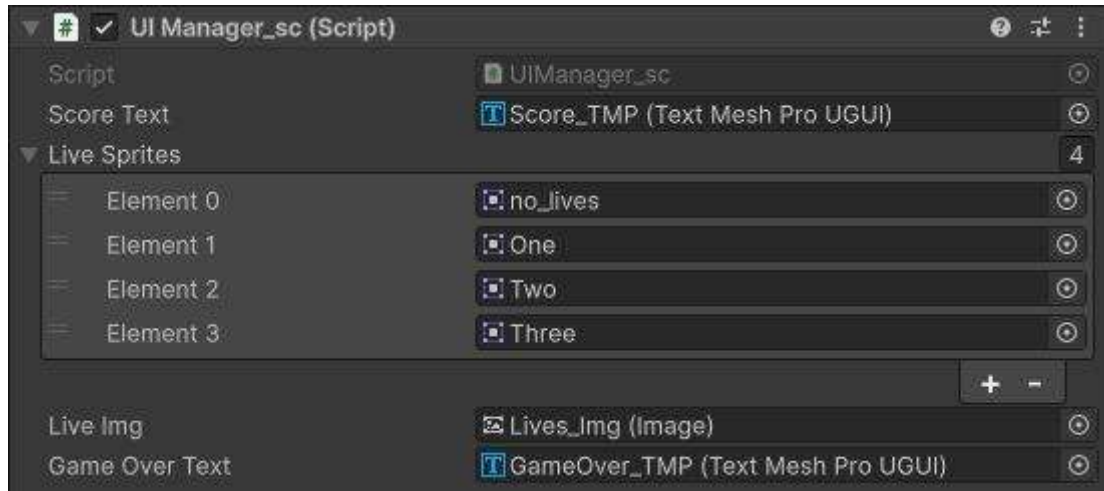 UI Manager_sc (Script)
Script UIManager_sc
Score Text Score_TMP (Text Mesh Pro UGUI)
Live Sprites 4
Element 0 no_lives
Element 1 One
Element 2 Two
Element 3 Three
+ -
Live Img Lives_Img (Image)
Game Over Text GameOver_TMP (Text Mesh Pro UGUI)